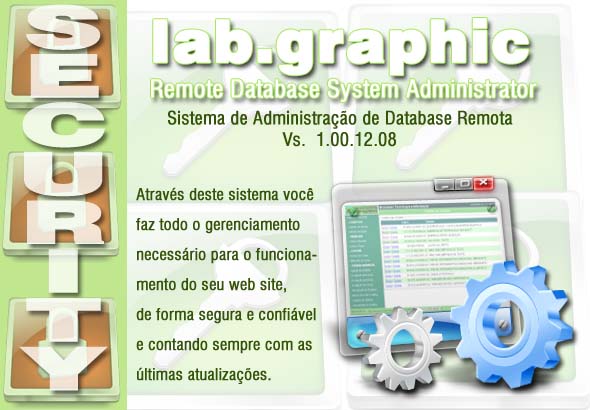 SECURITY
lab.graphic
Remote Database System Administrator
Sistema de Administração de Database Remota
Vs. 1.00.12.08
Através deste sistema você
faz todo o gerenciamento
necessário para o funciona-
mento do seu web site,
de forma segura e confiável
e contando sempre com as
últimas atualizações.